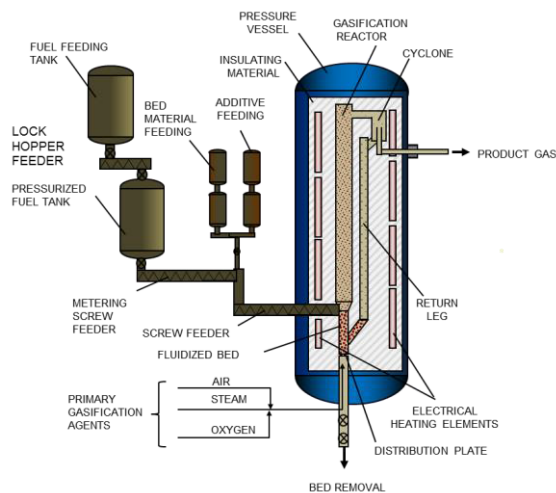 FUEL FEEDING
TANK
PRESSURE
VESSEL
GASIFICATION
REACTOR
CYCLONE
INSULATING
MATERIAL
BED
MATERIAL
FEEDING
ADDITIVE
FEEDING
LOCK
HOPPER
FEEDER
PRODUCT GAS
PRESSURIZED
FUEL TANK
METERING
SCREW
FEEDER
SCREW FEEDER
FLUIDIZED BED
RETURN
LEG
PRIMARY
GASIFICATION
AGENTS
AIR
STEAM
OXYGEN
ELECTRICAL
HEATING ELEMENTS
DISTRIBUTION PLATE
BED REMOVAL